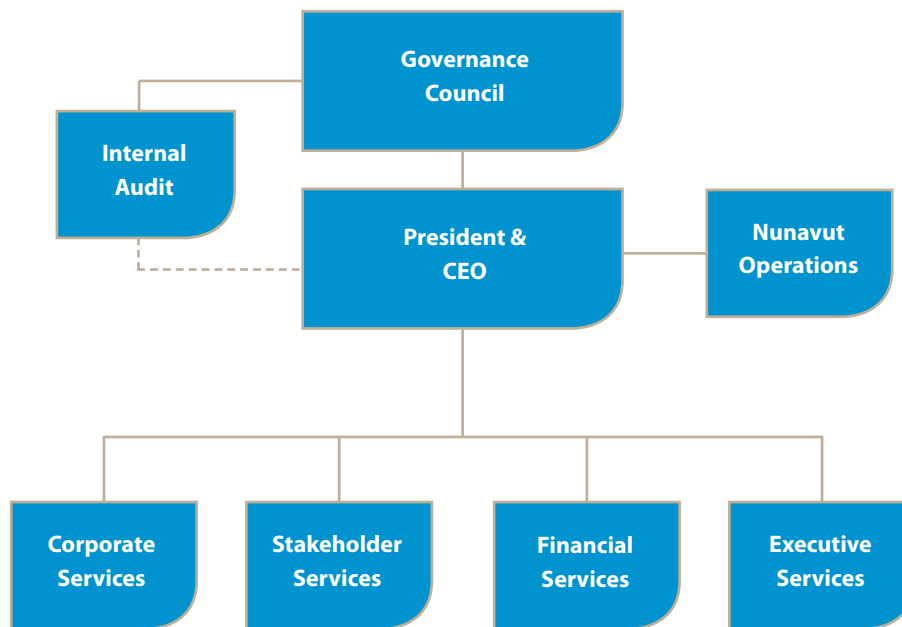 Governance
Council
Internal
Audit
President &
CEO
Nunavut
Operations
Corporate
Services
Stakeholder
Services
Financial
Services
Executive
Services